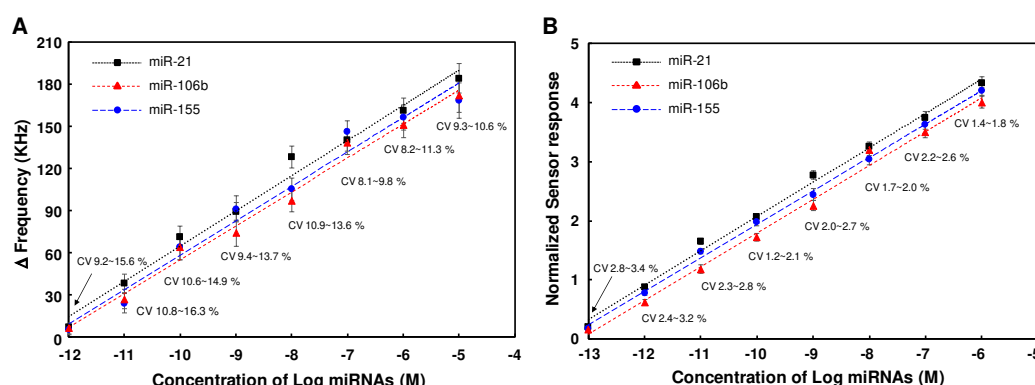 A
210
180
150
120
90
60
30
0
Δ Frequency (KHz)
miR-21
miR-106b
miR-155
CV 9.2~15.6 %
CV 10.8~16.3 %
CV 10.6~14.9 %
CV 9.4~13.7 %
CV 10.9~13.6 %
CV 8.1~9.8 %
CV 8.2~11.3 %
CV 9.3~10.6 %
-12 -11 -10 -9 -8 -7 -6 -5 -4
Concentration of Log miRNAs (M)
B
5
4
3
2
1
0
Normalized Sensor response
miR-21
miR-106b
miR-155
CV 2.8~3.4 %
CV 2.4~3.2 %
CV 2.3~2.8 %
CV 1.2~2.1 %
CV 2.0~2.7 %
CV 1.7~2.0 %
CV 2.2~2.6 %
CV 1.4~1.8 %
-13 -12 -11 -10 -9 -8 -7 -6 -5
Concentration of Log miRNAs (M)